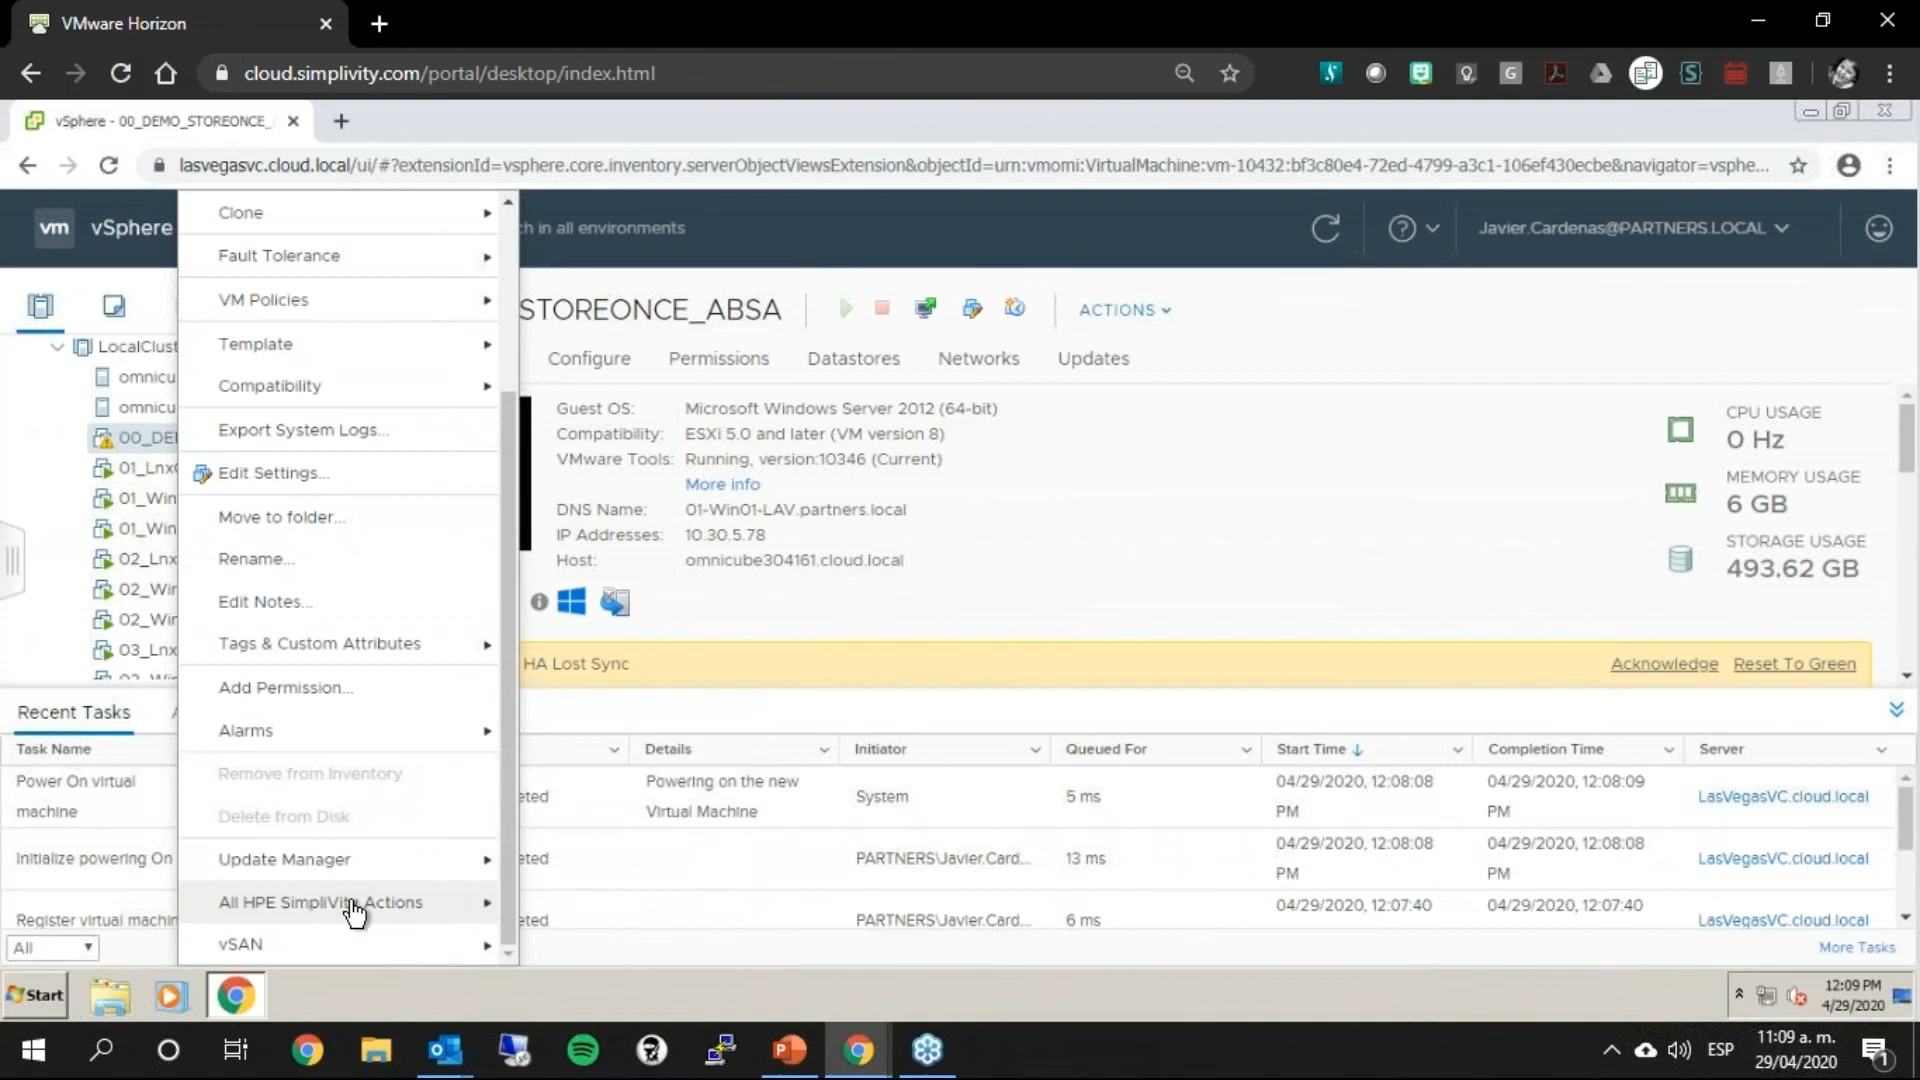 VMware Horizon
cloud.simplivity.com/portal/desktop/index.html
vSphere - 00_DEMO_STOREONCE_
lasvegasvc.cloud.local/ui/#?extensionId=vsphere.core.inventory.serverObjectViewsExtension&objectId=urn:vmomi:VirtualMachine:vm-10432:bf3c80e4-72ed-4799-a3c1-106ef430ecbe&navigator=vsphe...
vm vSphere
ch in all environments
Javier.Cardenas@PARTNERS.LOCAL
Clone
Fault Tolerance
VM Policies
Template
Compatibility
Export System Logs...
Edit Settings...
Move to folder...
Rename...
Edit Notes...
Tags & Custom Attributes
Add Permission...
Alarms
Remove from Inventory
Delete from Disk
Update Manager
All HPE SimpliVity Actions
vSAN
LocalClust
omnicu
omnicu
00_DE
01_Lnx
01_Win
01_Win
02_Lnx
02_Win
02_Win
03_Lnx
STOREONCE_ABSA
ACTIONS
Configure Permissions Datastores Networks Updates
Guest OS: Microsoft Windows Server 2012 (64-bit)
Compatibility: ESXi 5.0 and later (VM version 8)
VMware Tools: Running, version:10346 (Current)
More info
DNS Name: 01-Win01-LAV.partners.local
IP Addresses: 10.30.5.78
Host: omnicube304161.cloud.local
CPU USAGE
0 Hz
MEMORY USAGE
6 GB
STORAGE USAGE
493.62 GB
HA Lost Sync
Acknowledge Reset To Green
Recent Tasks
Task Name Details Initiator Queued For Start Time Completion Time Server
Power On virtual machine eted Powering on the new Virtual Machine System 5 ms 04/29/2020, 12:08:08 PM 04/29/2020, 12:08:09 PM LasVegasVC.cloud.local
Initialize powering On eted PARTNERS\Javier.Card... 13 ms 04/29/2020, 12:08:08 PM 04/29/2020, 12:08:08 PM LasVegasVC.cloud.local
Register virtual machin eted PARTNERS\Javier.Card... 6 ms 04/29/2020, 12:07:40 04/29/2020, 12:07:40 LasVegasVC.cloud.local
All
More Tasks
Start
12:09 PM
4/29/2020
ESP
11:09 a. m.
29/04/2020
1